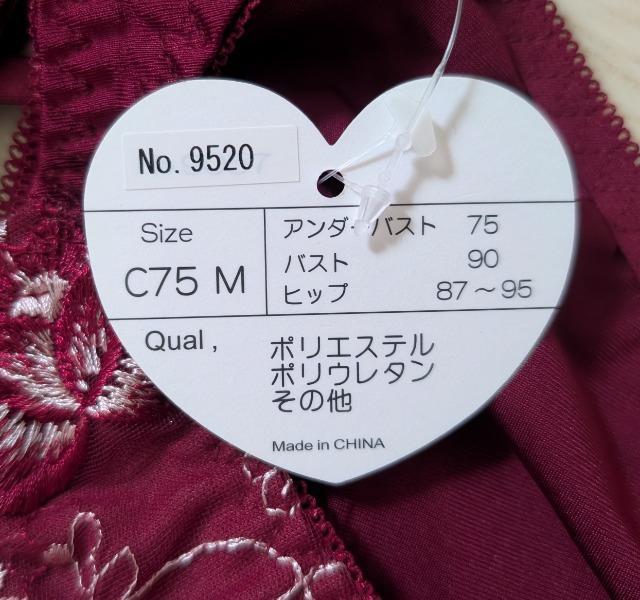 No. 9520
Size
C75 M
アンダーバスト 75
バスト 90
ヒップ 87～95
Qual,
ポリエステル
ポリウレタン
その他
Made in CHINA